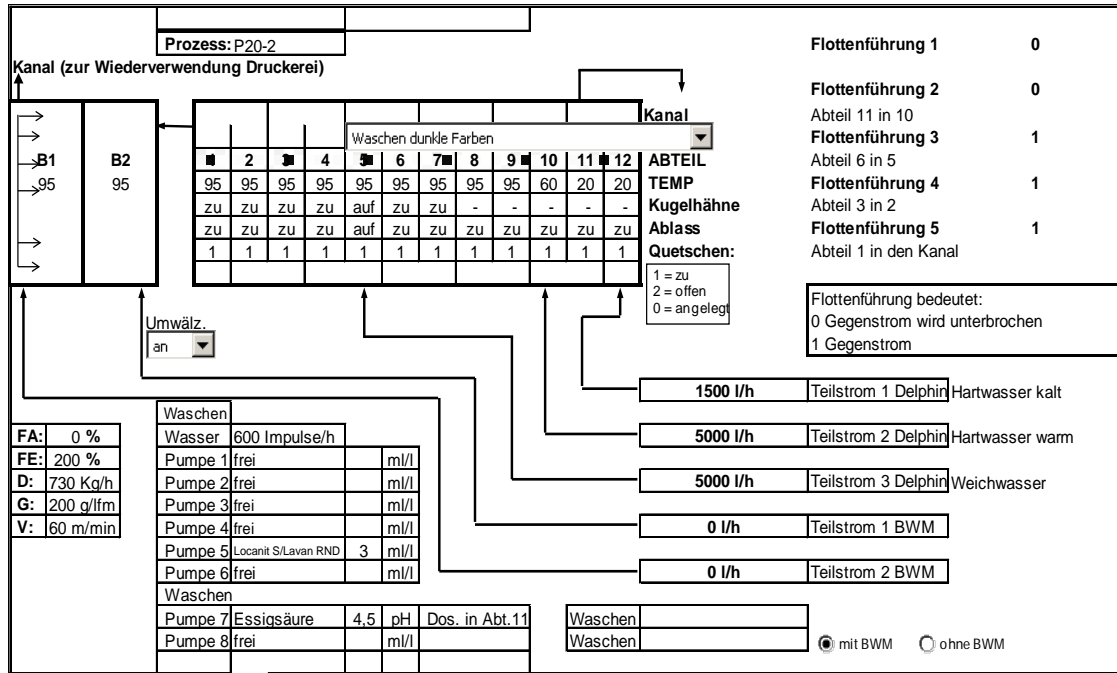 Prozess: P20-2
Kanal (zur Wiederverwendung Druckerei)
Flottenführung 1 0
Flottenführung 2 0
Kanal Abteil 11 in 10
Waschen dunkle Farben Flottenführung 3 1
B1 B2 1 2 3 4 5 6 7 8 9 10 11 12 ABTEIL Abteil 6 in 5
95 95 95 95 95 95 95 95 95 95 95 60 20 20 TEMP Flottenführung 4 1
zu zu zu zu auf zu zu - - - - - Kugelhähne Abteil 3 in 2
zu zu zu zu auf zu zu zu zu zu zu zu Ablass Flottenführung 5 1
1 1 1 1 1 1 1 1 1 1 1 1 Quetschen: Abteil 1 in den Kanal
1 = zu
2 = offen
0 = angelegt
Flottenführung bedeutet:
0 Gegenstrom wird unterbrochen
1 Gegenstrom
Umwälz.
an
1500 l/h Teilstrom 1 Delphin Hartwasser kalt
Waschen
FA: 0 % Wasser 600 Impulse/h 5000 l/h Teilstrom 2 Delphin Hartwasser warm
FE: 200 % Pumpe 1 frei ml/l
D: 730 Kg/h Pumpe 2 frei ml/l 5000 l/h Teilstrom 3 Delphin Weichwasser
G: 200 g/lfm Pumpe 3 frei ml/l
V: 60 m/min Pumpe 4 frei ml/l 0 l/h Teilstrom 1 BWM
Pumpe 5 Locanit S/Lavan RND 3 ml/l
Pumpe 6 frei ml/l 0 l/h Teilstrom 2 BWM
Waschen
Pumpe 7 Essigsäure 4,5 pH Dos. in Abt.11 Waschen
Pumpe 8 frei ml/l Waschen mit BWM ohne BWM